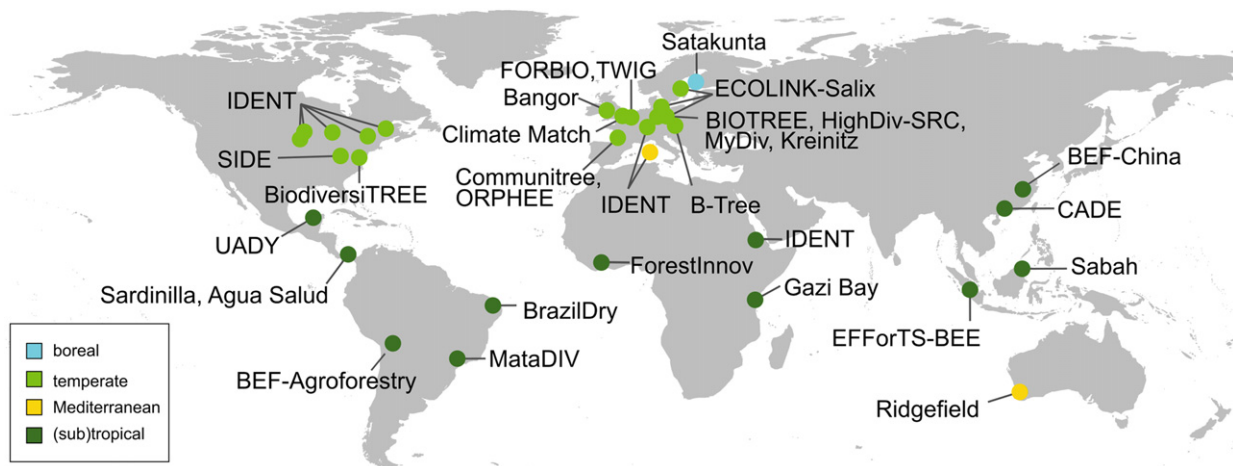 Satakunta
FORBIO,TWIG
IDENT
Bangor
ECOLINK-Salix
Climate Match
BIOTREE, HighDiv-SRC,
MyDiv, Kreinitz
SIDE
BEF-China
BiodiversiTREE
Communitree,
ORPHEE
IDENT
B-Tree
CADE
UADY
IDENT
ForestInnov
Sabah
Sardinilla, Agua Salud
Gazi Bay
BrazilDry
EFForTS-BEE
MataDIV
BEF-Agroforestry
Ridgefield
boreal
temperate
Mediterranean
(sub)tropical